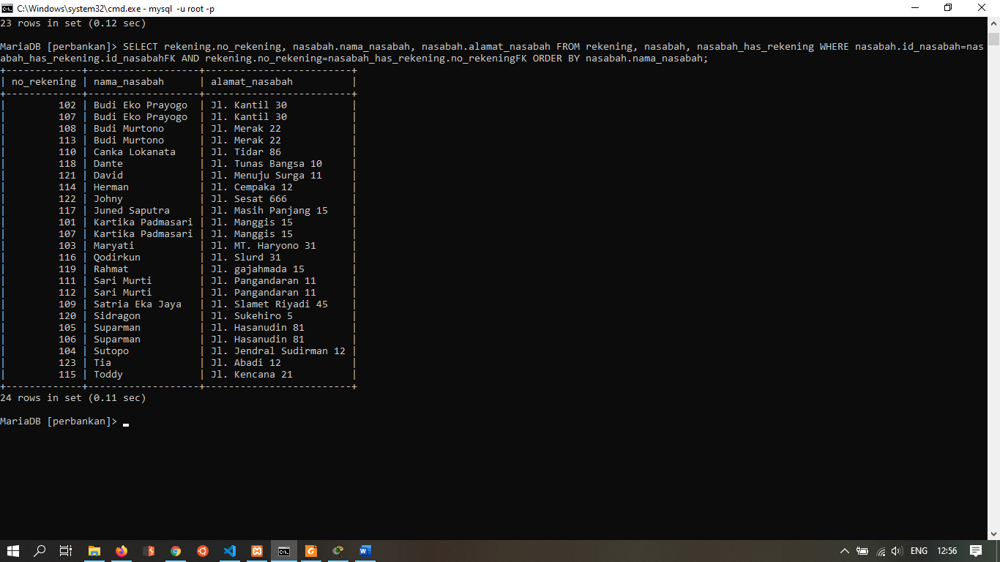 C:\Windows\system32\cmd.exe - mysql  -u root -p
23 rows in set (0.12 sec)
MariaDB [perbankan]> SELECT rekening.no_rekening, nasabah.nama_nasabah, nasabah.alamat_nasabah FROM rekening, nasabah, nasabah_has_rekening WHERE nasabah.id_nasabah=nas
abah_has_rekening.id_nasabahFK AND rekening.no_rekening=nasabah_has_rekening.no_rekeningFK ORDER BY nasabah.nama_nasabah;
+-------------+-------------------+-------------------------+
| no_rekening | nama_nasabah      | alamat_nasabah          |
+-------------+-------------------+-------------------------+
|         102 | Budi Eko Prayogo  | Jl. Kantil 30           |
|         107 | Budi Eko Prayogo  | Jl. Kantil 30           |
|         108 | Budi Murtono      | Jl. Merak 22            |
|         113 | Budi Murtono      | Jl. Merak 22            |
|         110 | Canka Lokanata    | Jl. Tidar 86            |
|         118 | Dante             | Jl. Tunas Bangsa 10     |
|         121 | David             | Jl. Menuju Surga 11     |
|         114 | Herman            | Jl. Cempaka 12          |
|         122 | Johny             | Jl. Sesat 666           |
|         117 | Juned Saputra     | Jl. Masih Panjang 15    |
|         101 | Kartika Padmasari | Jl. Manggis 15          |
|         107 | Kartika Padmasari | Jl. Manggis 15          |
|         103 | Maryati           | Jl. MT. Haryono 31      |
|         116 | Qodirkun          | Jl. Slurd 31            |
|         119 | Rahmat            | Jl. gajahmada 15        |
|         111 | Sari Murti        | Jl. Pangandaran 11      |
|         112 | Sari Murti        | Jl. Pangandaran 11      |
|         109 | Satria Eka Jaya   | Jl. Slamet Riyadi 45    |
|         120 | Sidragon          | Jl. Sukehiro 5          |
|         105 | Suparman          | Jl. Hasanudin 81        |
|         106 | Suparman          | Jl. Hasanudin 81        |
|         104 | Sutopo            | Jl. Jendral Sudirman 12 |
|         123 | Tia               | Jl. Abadi 12            |
|         115 | Toddy             | Jl. Kencana 21          |
+-------------+-------------------+-------------------------+
24 rows in set (0.11 sec)
MariaDB [perbankan]>
ENG 12:56